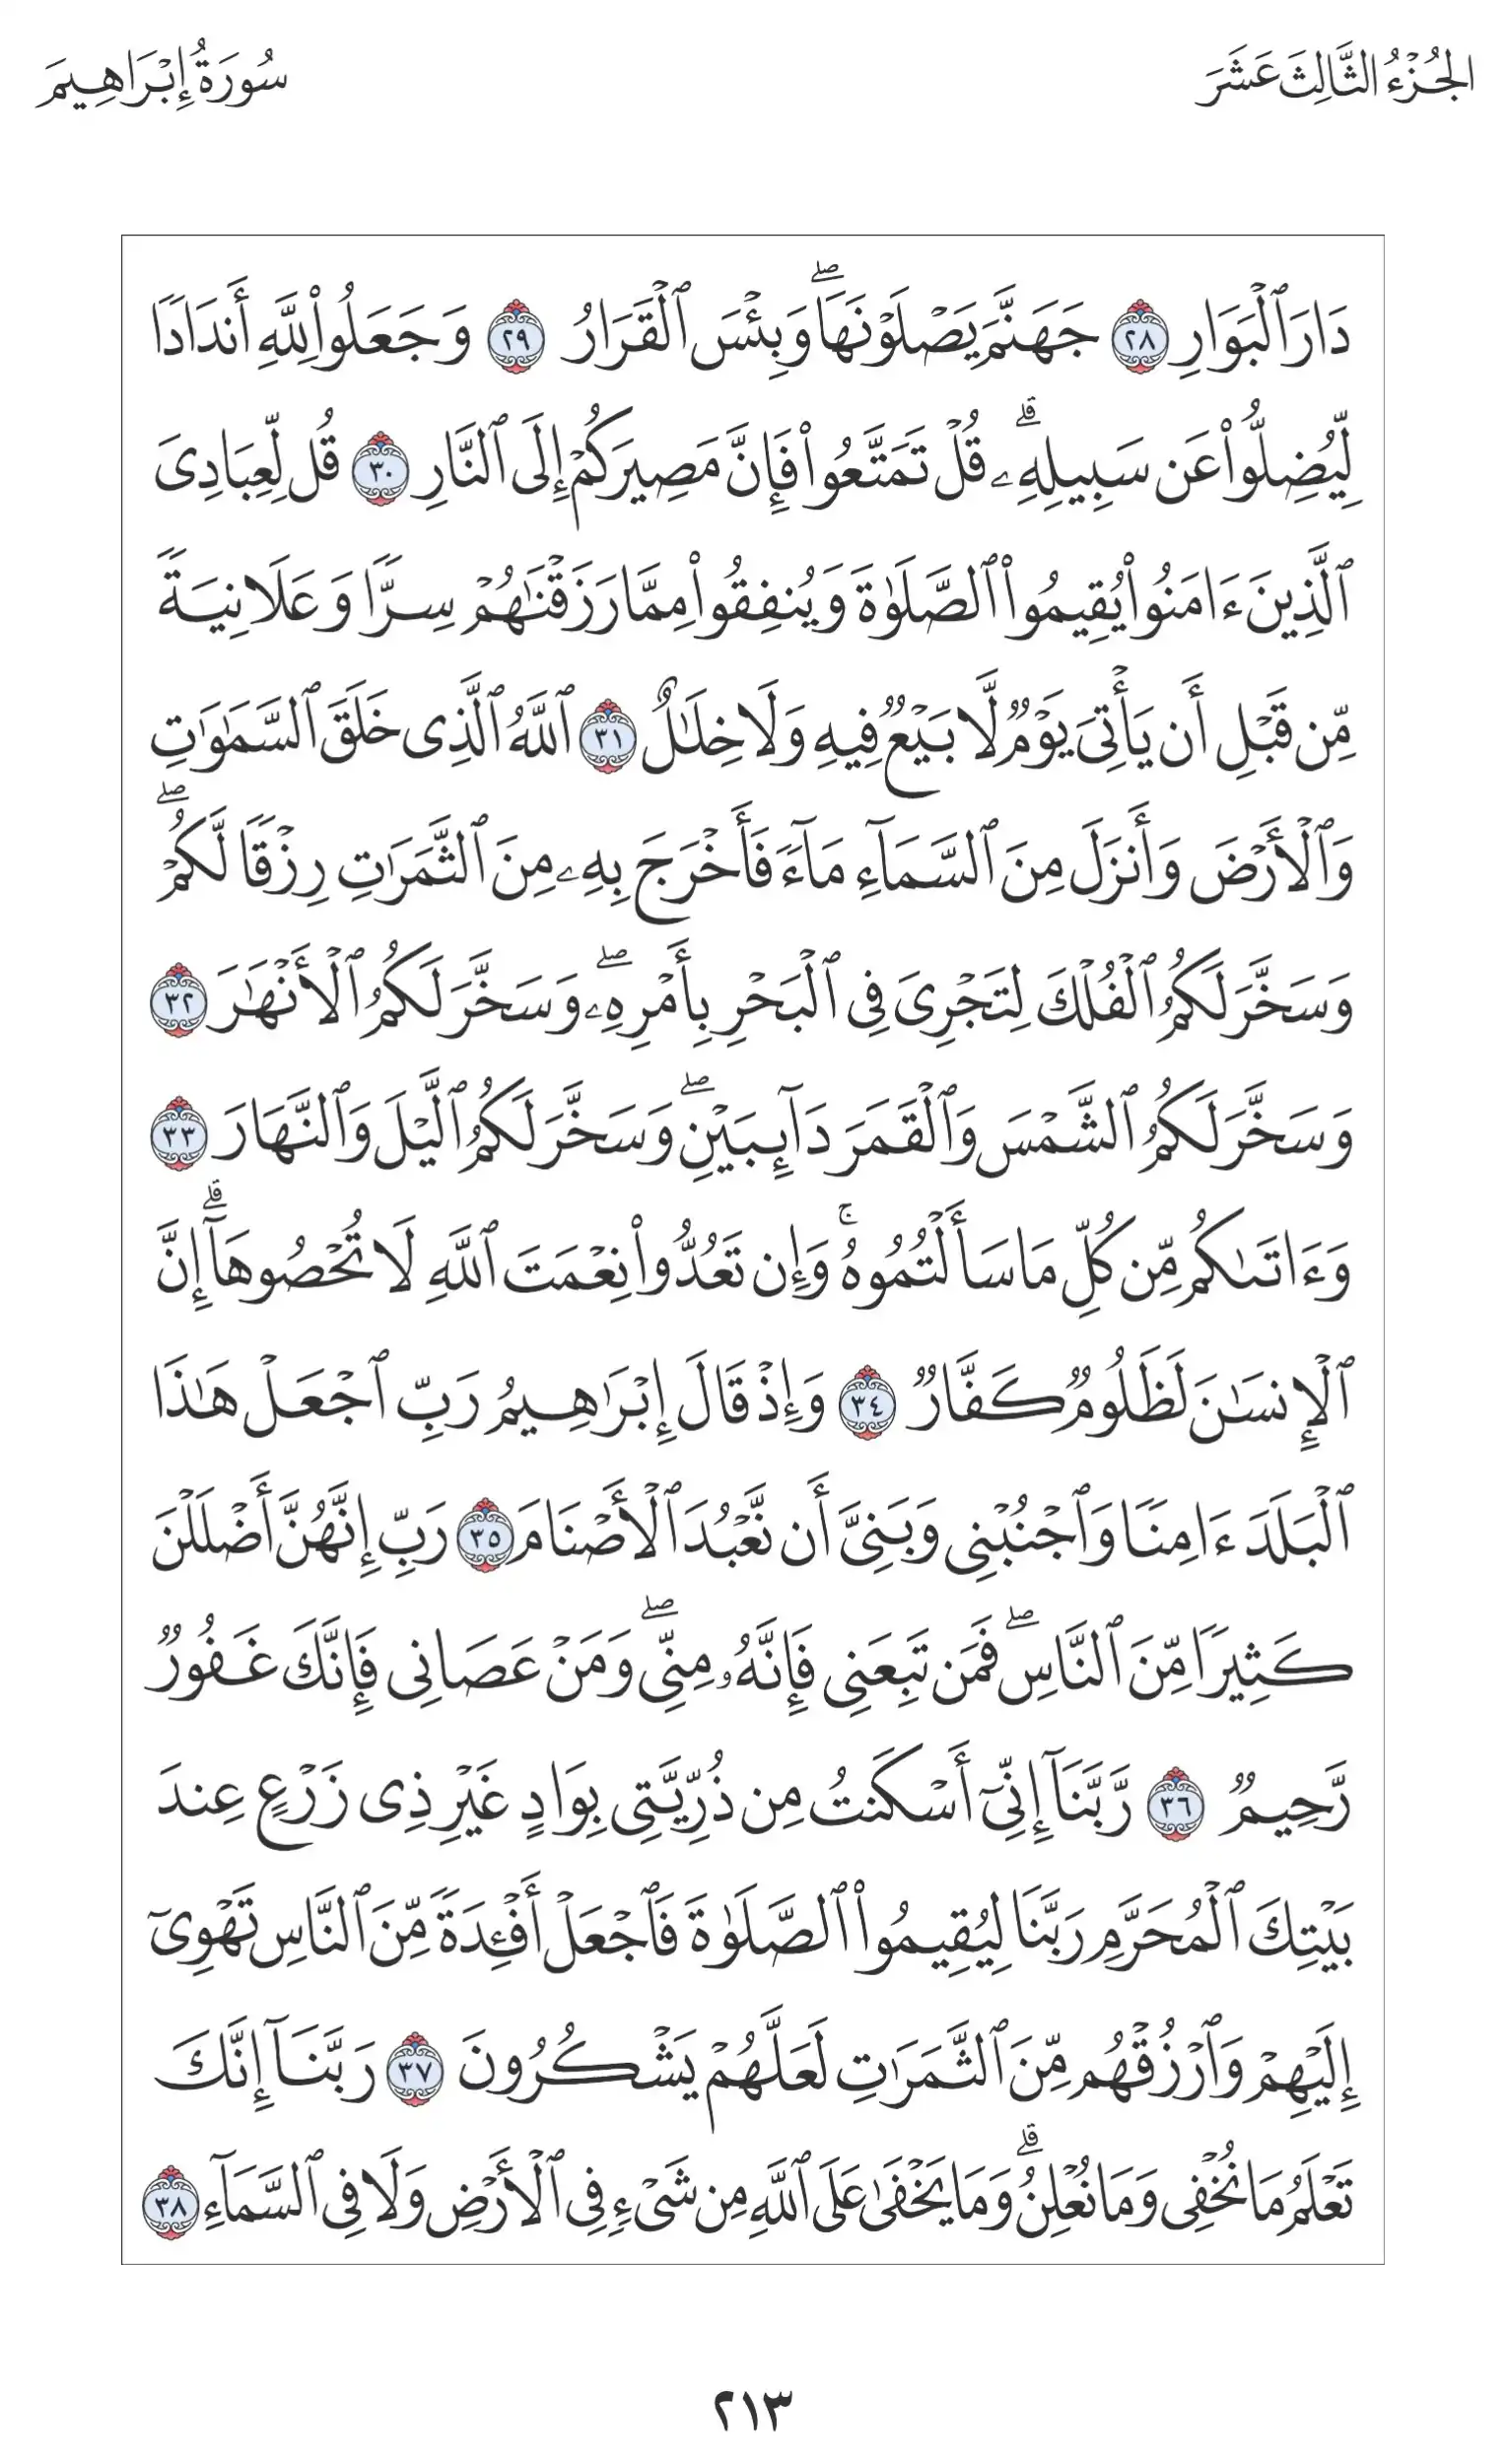 الجُزْءُ الثَّالِثَ عَشَرَ
سُورَةُ إِبْرَاهِيمَ
دَارَ ٱلْبَوَارِ ٢٨ جَهَنَّمَ يَصْلَوْنَهَا ۖ وَبِئْسَ ٱلْقَرَارُ ٢٩ وَجَعَلُوا۟ لِلَّهِ أَندَادًا
لِّيُضِلُّوا۟ عَن سَبِيلِهِۦ ۗ قُلْ تَمَتَّعُوا۟ فَإِنَّ مَصِيرَكُمْ إِلَى ٱلنَّارِ ٣٠ قُل لِّعِبَادِىَ
ٱلَّذِينَ ءَامَنُوا۟ يُقِيمُوا۟ ٱلصَّلَوٰةَ وَيُنفِقُوا۟ مِمَّا رَزَقْنَٰهُمْ سِرًّا وَعَلَانِيَةً
مِّن قَبْلِ أَن يَأْتِىَ يَوْمٌ لَّا بَيْعٌ فِيهِ وَلَا خِلَٰلٌ ٣١ ٱللَّهُ ٱلَّذِى خَلَقَ ٱلسَّمَٰوَٰتِ
وَٱلْأَرْضَ وَأَنزَلَ مِنَ ٱلسَّمَآءِ مَآءً فَأَخْرَجَ بِهِۦ مِنَ ٱلثَّمَرَٰتِ رِزْقًا لَّكُمْ ۖ
وَسَخَّرَ لَكُمُ ٱلْفُلْكَ لِتَجْرِىَ فِى ٱلْبَحْرِ بِأَمْرِهِۦ ۖ وَسَخَّرَ لَكُمُ ٱلْأَنْهَٰرَ ٣٢
وَسَخَّرَ لَكُمُ ٱلشَّمْسَ وَٱلْقَمَرَ دَآئِبَيْنِ ۖ وَسَخَّرَ لَكُمُ ٱلَّيْلَ وَٱلنَّهَارَ ٣٣
وَءَاتَىٰكُم مِّن كُلِّ مَا سَأَلْتُمُوهُ ۚ وَإِن تَعُدُّوا۟ نِعْمَتَ ٱللَّهِ لَا تُحْصُوهَآ ۗ إِنَّ
ٱلْإِنسَٰنَ لَظَلُومٌ كَفَّارٌ ٣٤ وَإِذْ قَالَ إِبْرَاهِيمُ رَبِّ ٱجْعَلْ هَٰذَا
ٱلْبَلَدَ ءَامِنًا وَٱجْنُبْنِى وَبَنِىَّ أَن نَّعْبُدَ ٱلْأَصْنَامَ ٣٥ رَبِّ إِنَّهُنَّ أَضْلَلْنَ
كَثِيرًا مِّنَ ٱلنَّاسِ ۖ فَمَن تَبِعَنِى فَإِنَّهُۥ مِنِّى ۖ وَمَنْ عَصَانِى فَإِنَّكَ غَفُورٌ
رَّحِيمٌ ٣٦ رَّبَّنَآ إِنِّىٓ أَسْكَنتُ مِن ذُرِّيَّتِى بِوَادٍ غَيْرِ ذِى زَرْعٍ عِندَ
بَيْتِكَ ٱلْمُحَرَّمِ رَبَّنَا لِيُقِيمُوا۟ ٱلصَّلَوٰةَ فَٱجْعَلْ أَفْـِٔدَةً مِّنَ ٱلنَّاسِ تَهْوِىٓ
إِلَيْهِمْ وَٱرْزُقْهُم مِّنَ ٱلثَّمَرَٰتِ لَعَلَّهُمْ يَشْكُرُونَ ٣٧ رَبَّنَآ إِنَّكَ
تَعْلَمُ مَا نُخْفِى وَمَا نُعْلِنُ ۗ وَمَا يَخْفَىٰ عَلَى ٱللَّهِ مِن شَىْءٍ فِى ٱلْأَرْضِ وَلَا فِى ٱلسَّمَآءِ ٣٨
٢١٣